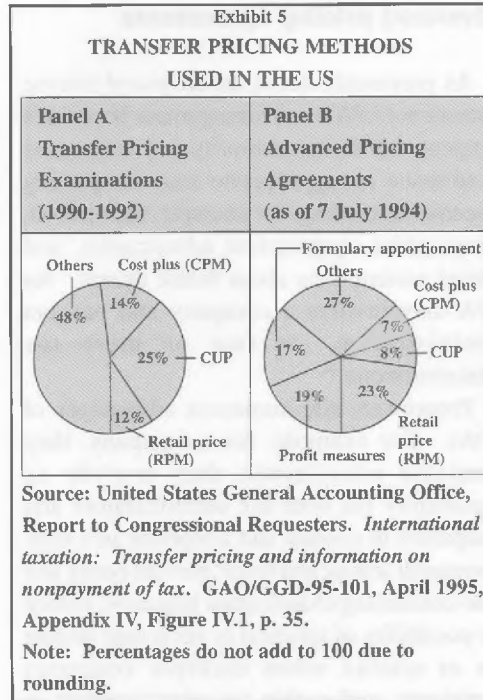 Exhibit 5
TRANSFER PRICING METHODS
USED IN THE US
Panel A
Transfer Pricing
Examinations
(1990-1992)
Panel B
Advanced Pricing
Agreements
(as of 7 July 1994)
Others
48%
Cost plus (CPM)
14%
25%
CUP
12%
Retail price
(RPM)
Formulary apportionment
Others
27%
Cost plus
(CPM)
7%
8%
CUP
17%
19%
23%
Retail
price
(RPM)
Profit measures
Source: United States General Accounting Office,
Report to Congressional Requesters. International
taxation: Transfer pricing and information on
nonpayment of tax. GAO/GGD-95-101, April 1995,
Appendix IV, Figure IV.1, p. 35.
Note: Percentages do not add to 100 due to
rounding.